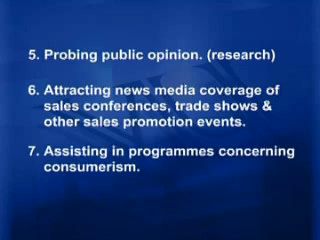 5. Probing public opinion. (research)
6. Attracting news media coverage of
sales conferences, trade shows &
other sales promotion events.
7. Assisting in programmes concerning
consumerism.